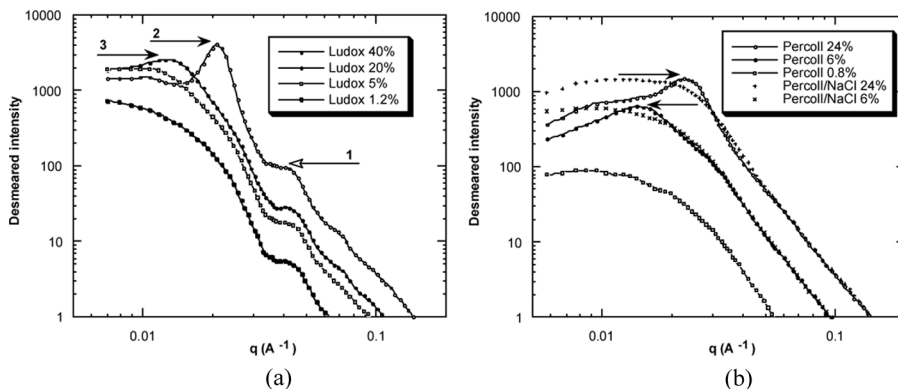 (a)
Desmeared intensity
10000
1000
100
10
1
0.01
0.1
q (A⁻¹)
3
2
1
Ludox 40%
Ludox 20%
Ludox 5%
Ludox 1.2%
(b)
Desmeared intensity
10000
1000
100
10
1
0.01
0.1
q (A⁻¹)
Percoll 24%
Percoll 6%
Percoll 0.8%
Percoll/NaCl 24%
Percoll/NaCl 6%